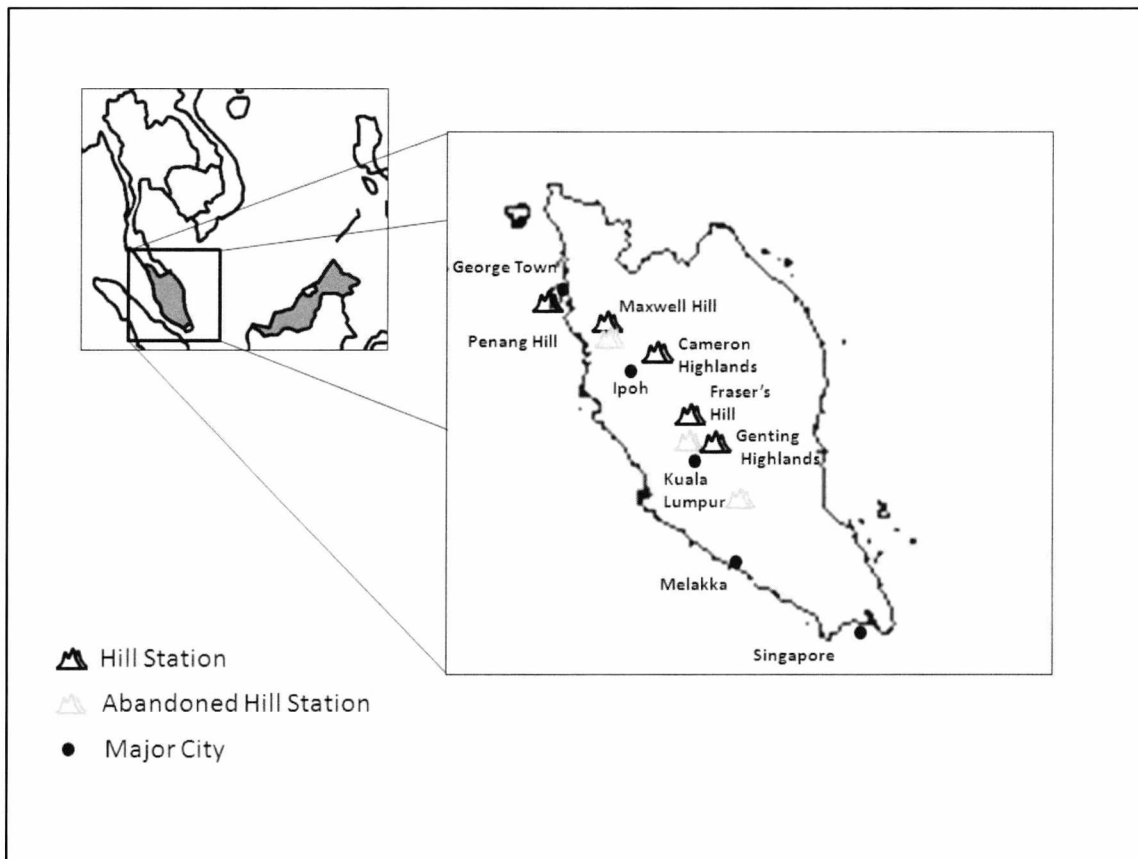 George Town
Penang Hill
Maxwell Hill
Cameron
Highlands
Ipoh
Fraser's
Hill
Genting
Highlands
Kuala
Lumpur
Melakka
Singapore
Hill Station
Abandoned Hill Station
Major City